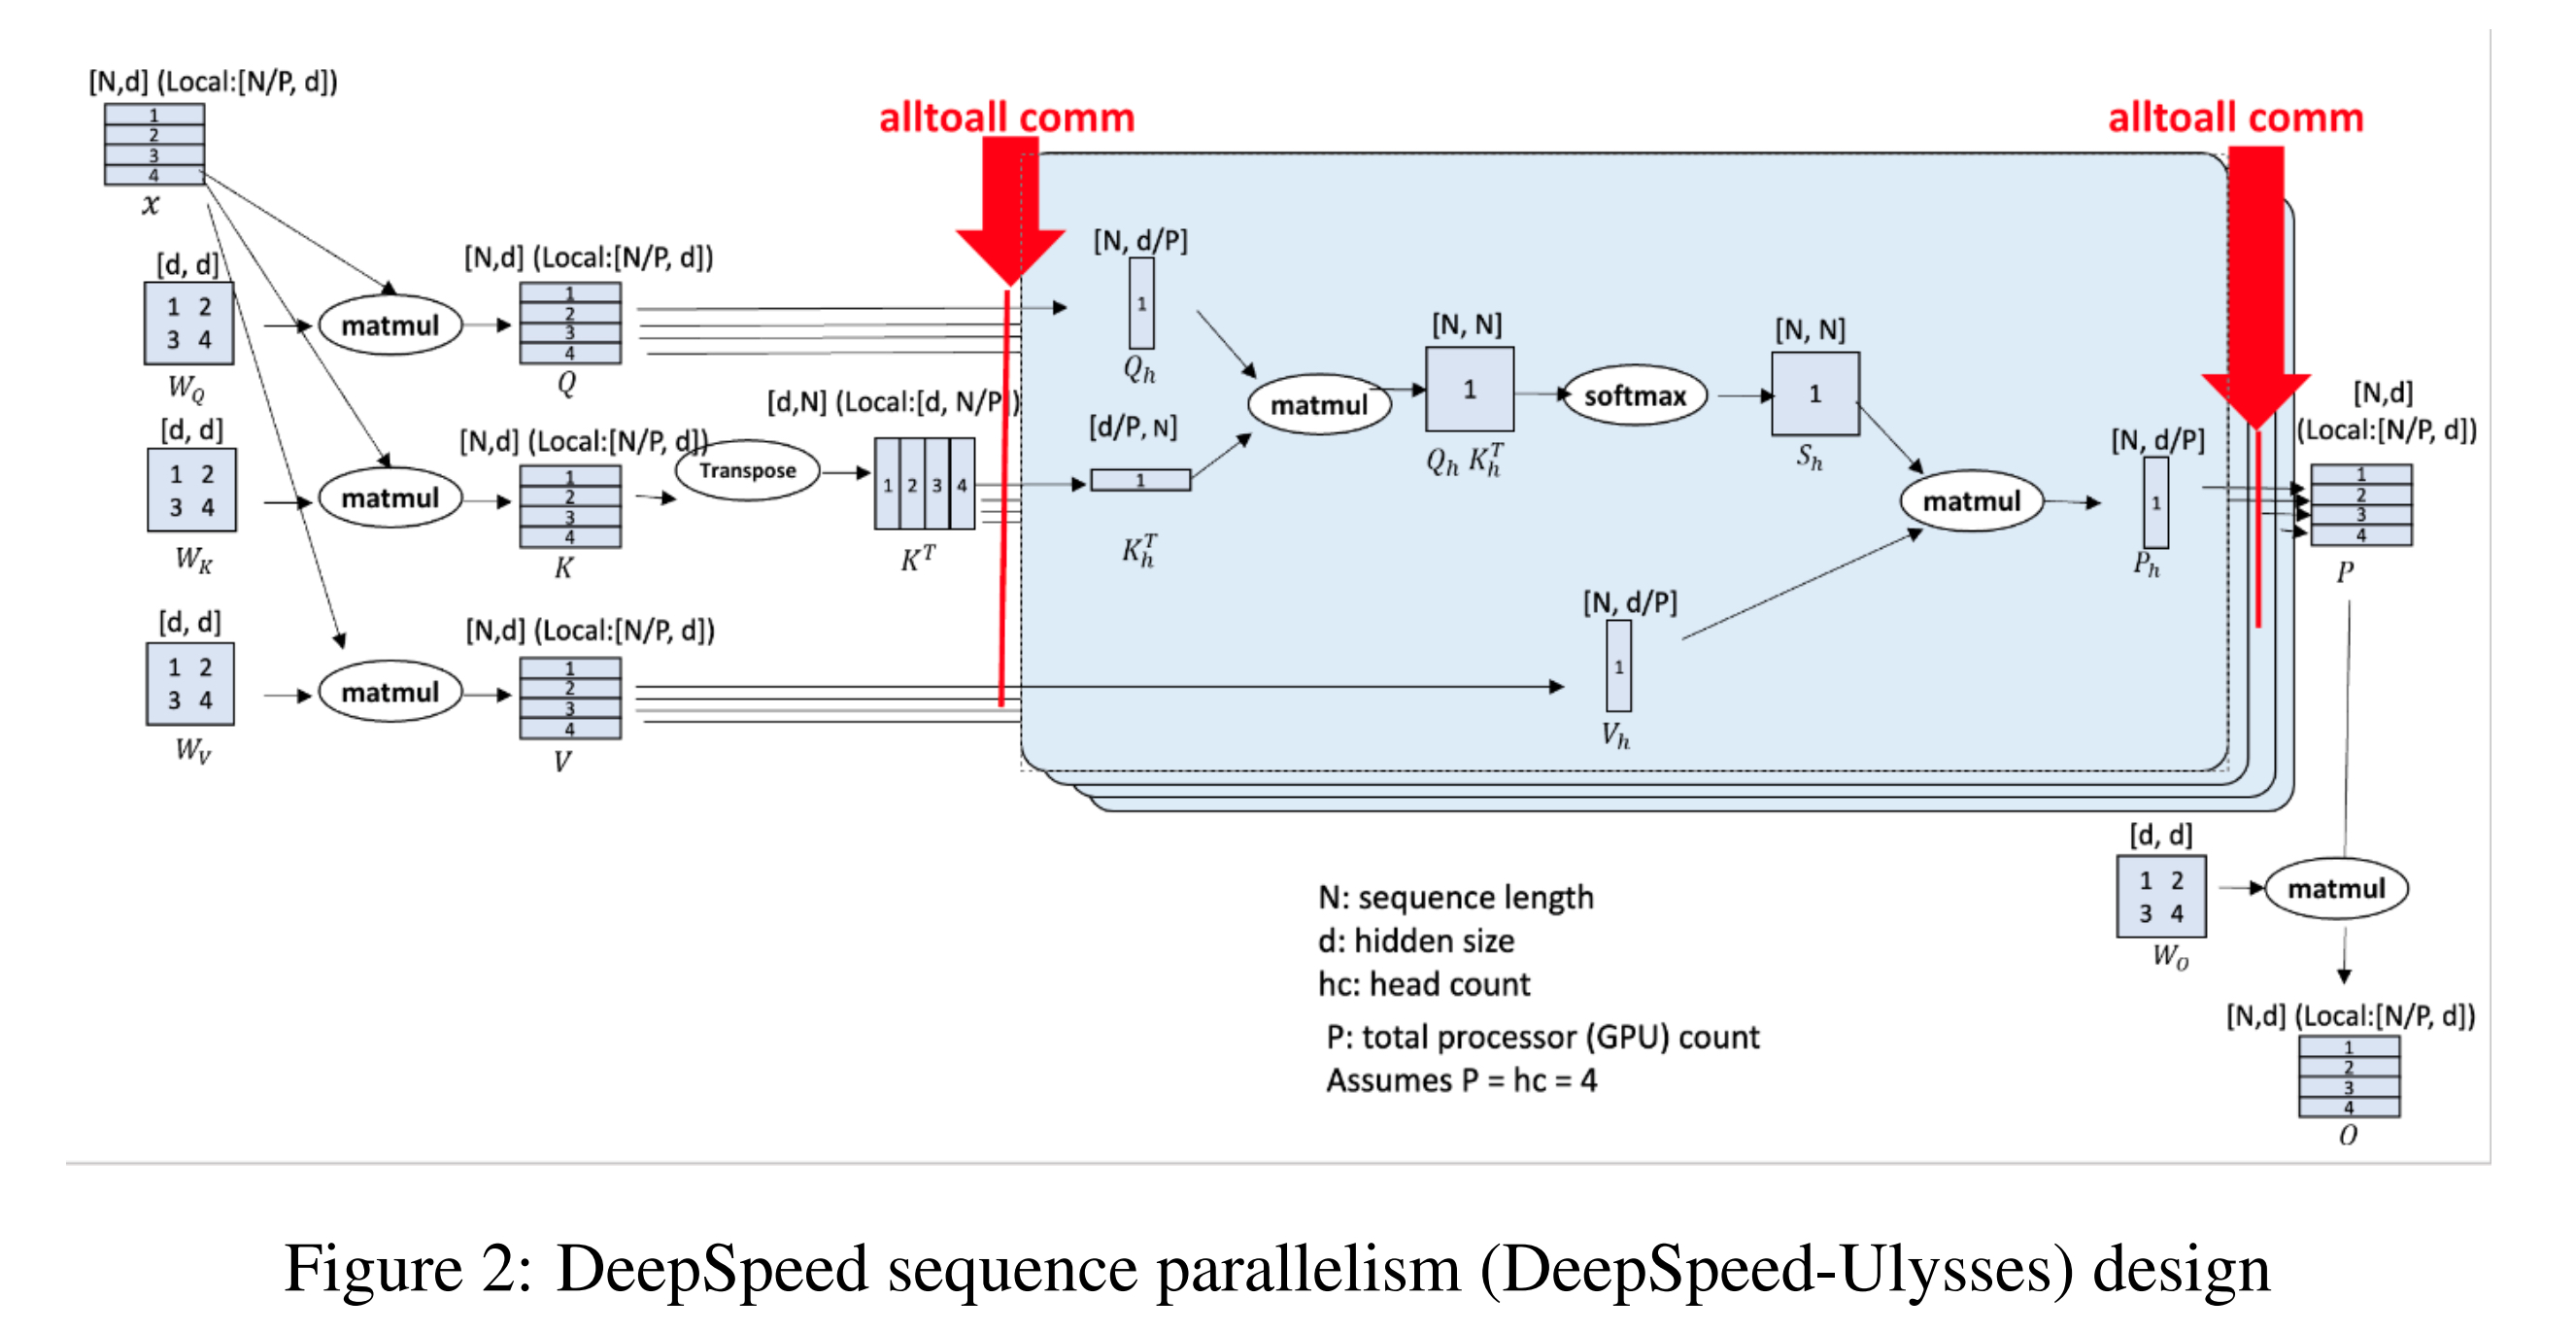 [N,d] (Local:[N/P, d])
1
2
3
4
x
[d, d]
1 2
3 4
W_Q
matmul
[N,d] (Local:[N/P, d])
1
2
3
4
Q
[d, d]
1 2
3 4
W_K
matmul
[N,d] (Local:[N/P, d])
1
2
3
4
K
Transpose
[d,N] (Local:[d, N/P])
1 2 3 4
K^T
[d, d]
1 2
3 4
W_V
matmul
[N,d] (Local:[N/P, d])
1
2
3
4
V
alltoall comm
[N, d/P]
1
Q_h
[d/P, N]
1
K_h^T
matmul
[N, N]
1
Q_h K_h^T
softmax
[N, N]
1
S_h
[N, d/P]
1
V_h
matmul
[N, d/P]
1
P_h
alltoall comm
[N,d]
(Local:[N/P, d])
1
2
3
4
P
[d, d]
1 2
3 4
W_O
matmul
[N,d] (Local:[N/P, d])
1
2
3
4
O
N: sequence length
d: hidden size
hc: head count
P: total processor (GPU) count
Assumes P = hc = 4
Figure 2: DeepSpeed sequence parallelism (DeepSpeed-Ulysses) design